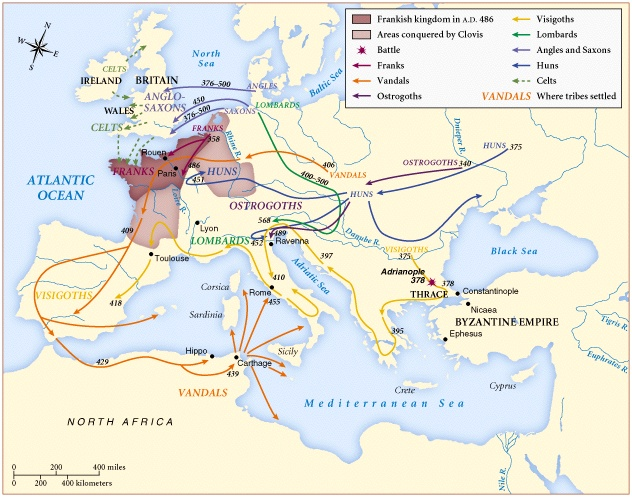 Frankish kingdom in A.D. 486
Areas conquered by Clovis
Battle
Franks
Vandals
Ostrogoths
Visigoths
Lombards
Angles and Saxons
Huns
Celts
VANDALS Where tribes settled
N
W
E
S
North
Sea
Baltic Sea
CELTS
IRELAND
BRITAIN
WALES
ANGLO-
SAXONS
CELTS
376–500
ANGLES
450
476–500
SAXONS
LOMBARDS
FRANKS
358
Rhine R.
Rouen
Paris
486
FRANKS
451
HUNS
406
VANDALS
400–500
OSTROGOTHS
340
HUNS
375
Dnieper R.
ATLANTIC
OCEAN
Loire R.
OSTROGOTHS
HUNS
409
Lyon
568
489
LOMBARDS
452
Ravenna
Danube R.
VISIGOTHS
375
Black Sea
Toulouse
Adriatic Sea
397
Adrianople
378
378
THRACE
Constantinople
Nicaea
BYZANTINE EMPIRE
Ephesus
VISIGOTHS
418
Corsica
Rome
410
455
Sardinia
395
Tigris R.
Euphrates R.
Hippo
Sicily
Carthage
429
439
VANDALS
Crete
Cyprus
Mediterranean Sea
NORTH AFRICA
Nile R.
0 200 400 miles
0 200 400 kilometers